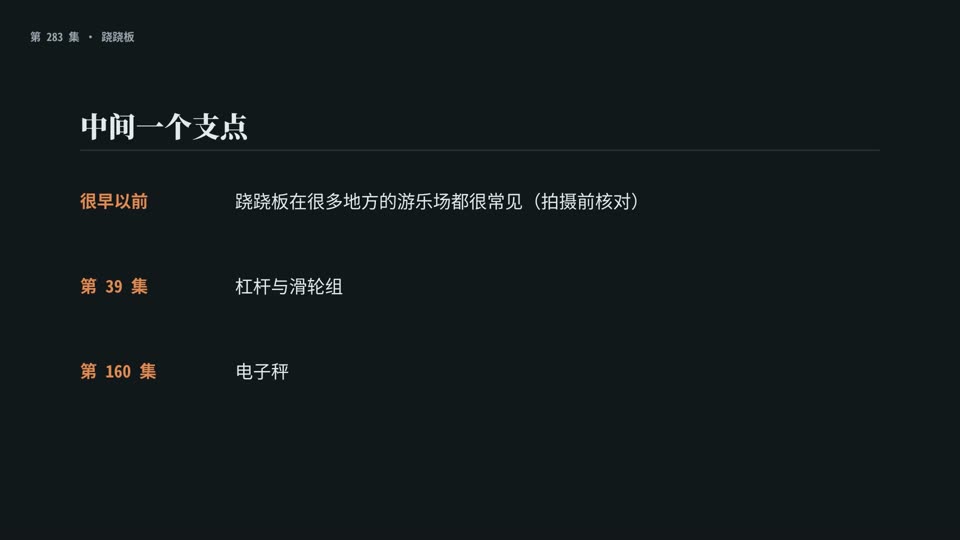 第 283 集 · 跷跷板
中间一个支点
很早以前 跷跷板在很多地方的游乐场都很常见（拍摄前核对）
第 39 集 杠杆与滑轮组
第 160 集 电子秤